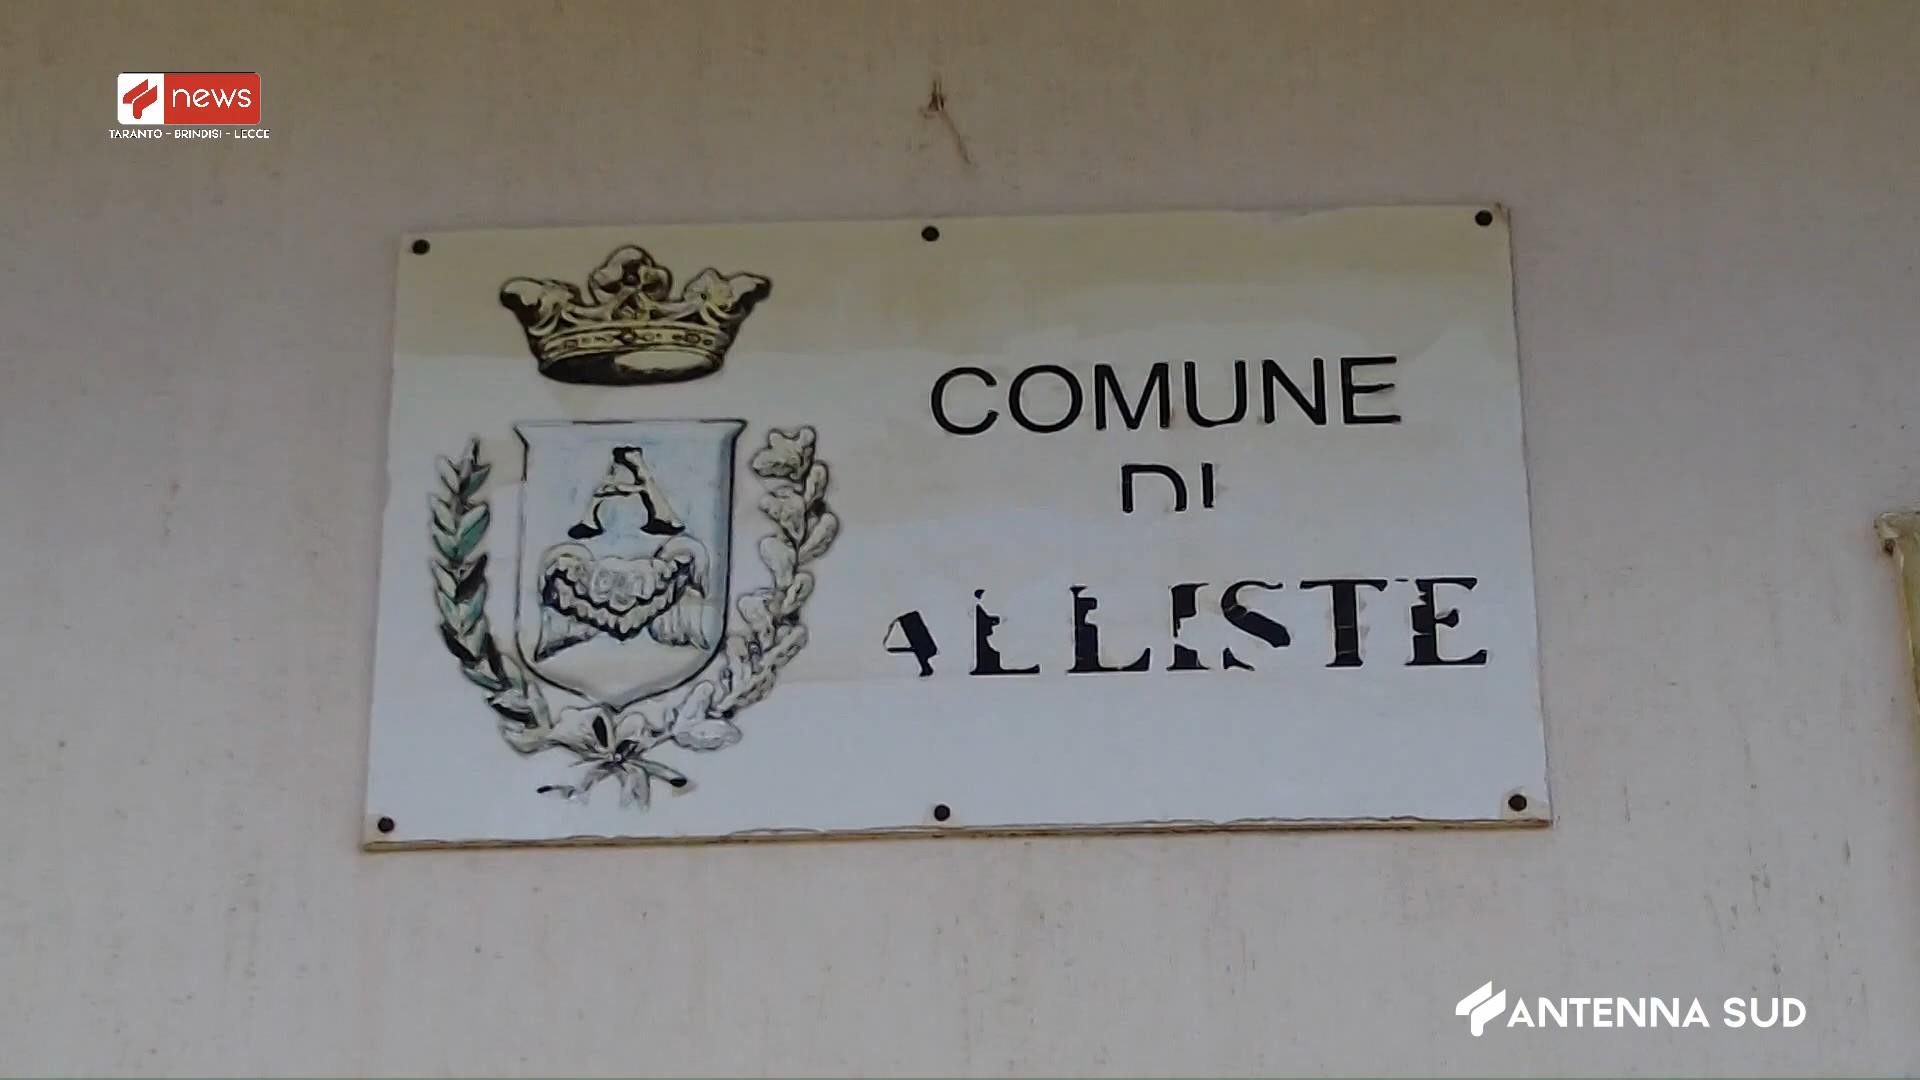 news
TARANTO - BRINDISI - LECCE
COMUNE
DI
ALLISTE
A
ANTENNA SUD